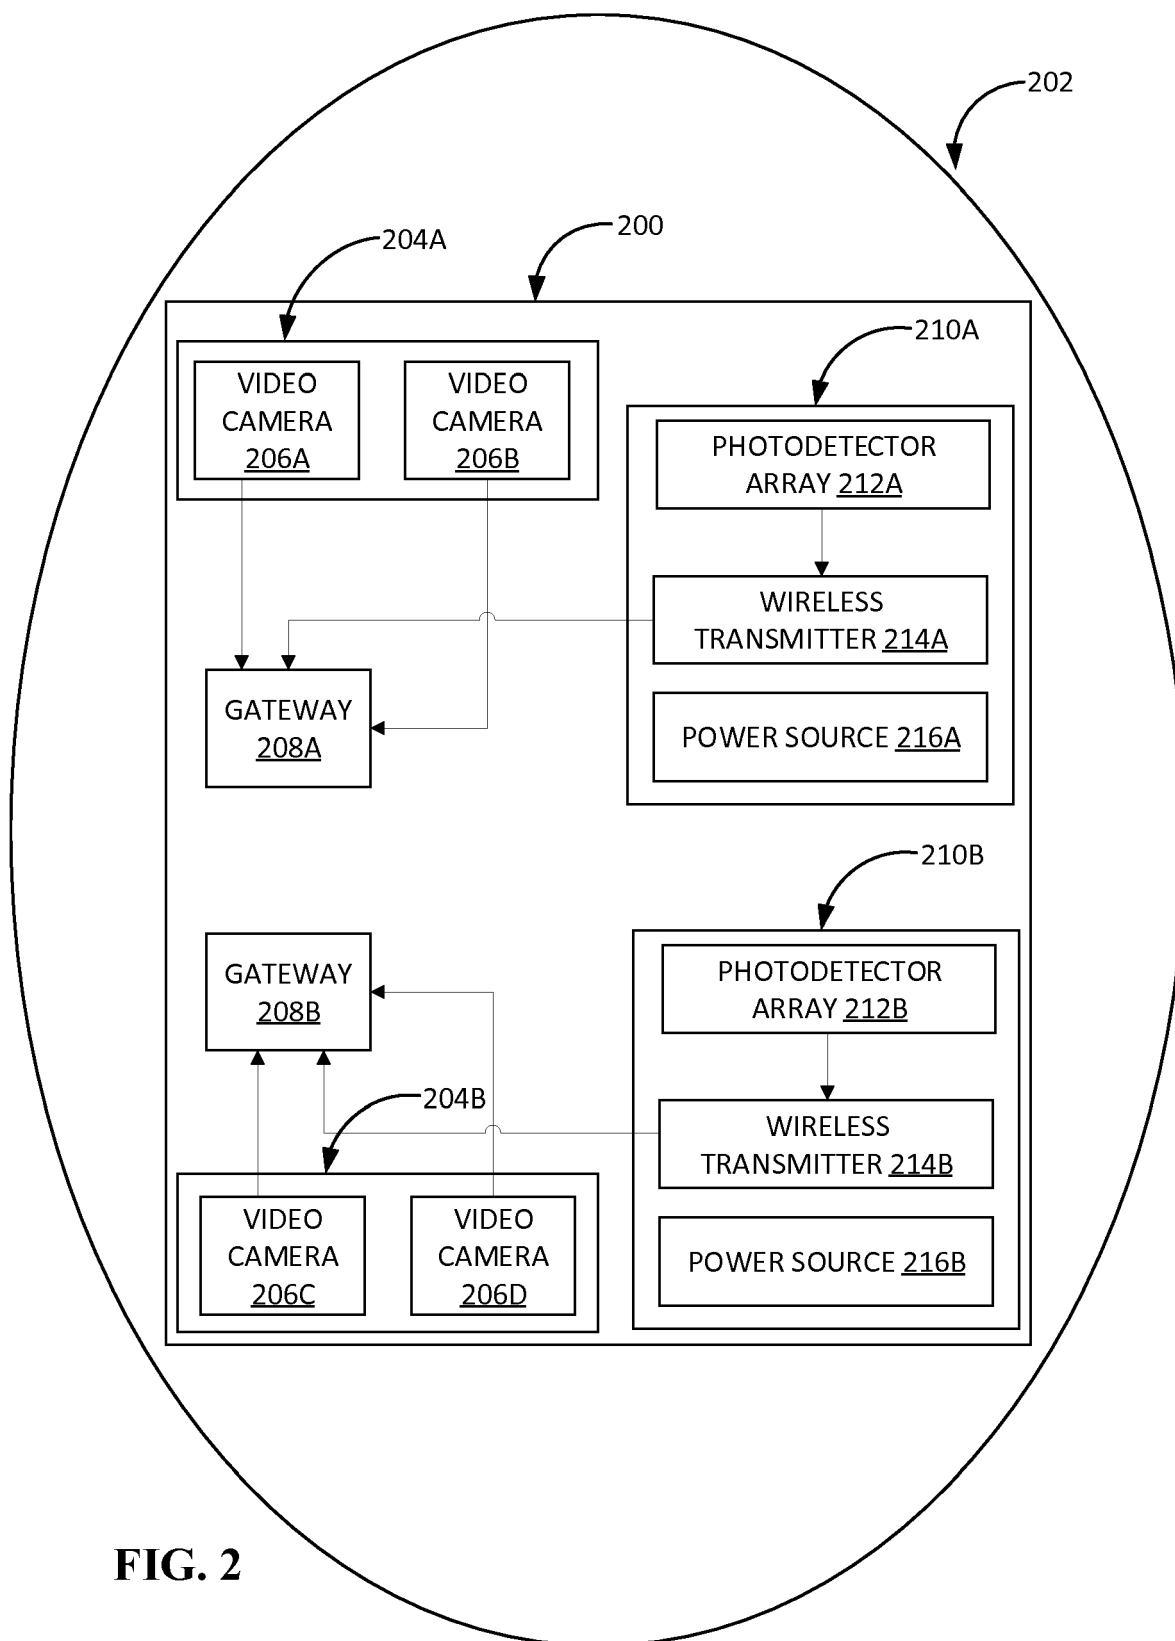 202
200
204A
210A
VIDEO
CAMERA
206A
VIDEO
CAMERA
206B
PHOTODETECTOR
ARRAY 212A
WIRELESS
TRANSMITTER 214A
GATEWAY
208A
POWER SOURCE 216A
210B
GATEWAY
208B
PHOTODETECTOR
ARRAY 212B
204B
WIRELESS
TRANSMITTER 214B
VIDEO
CAMERA
206C
VIDEO
CAMERA
206D
POWER SOURCE 216B
FIG. 2